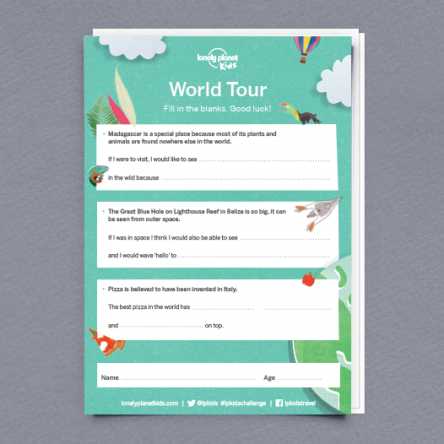 lonely planet
Kids
World Tour
Fill in the blanks. Good luck!
Madagascar is a special place because most of its plants and
animals are found nowhere else in the world.
If I were to visit, I would like to see
in the wild because
The Great Blue Hole on Lighthouse Reef in Belize is so big, it can
be seen from outer space.
If I was in space I think I would also be able to see
and I would wave 'hello' to
Pizza is believed to have been invented in Italy.
The best pizza in the world has
and on top.
Name Age
lonelyplanetkids.com | @lpkids #lpkidschallenge | lpkidstravel